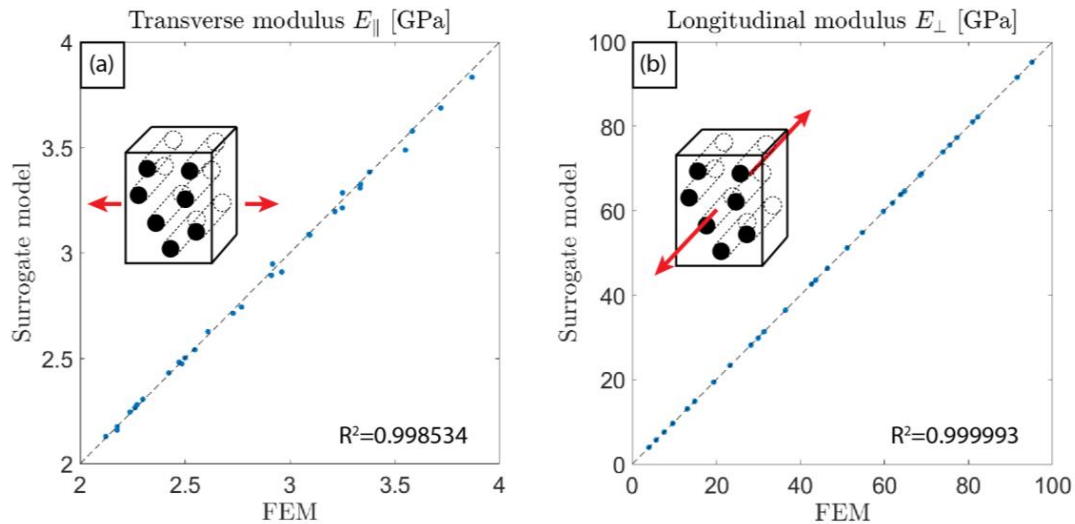 Transverse modulus E∥ [GPa]
(a)
4
3.5
3
2.5
2
2
2.5
3
3.5
4
Surrogate model
FEM
R²=0.998534
Longitudinal modulus E⊥ [GPa]
(b)
100
80
60
40
20
0
0
20
40
60
80
100
Surrogate model
FEM
R²=0.999993